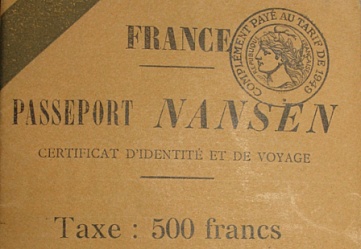 FRANCE
COMPLÉMENT PAYÉ AU TARIF DE 1949
PASSEPORT NANSEN
CERTIFICAT D'IDENTITÉ ET DE VOYAGE
Taxe : 500 francs